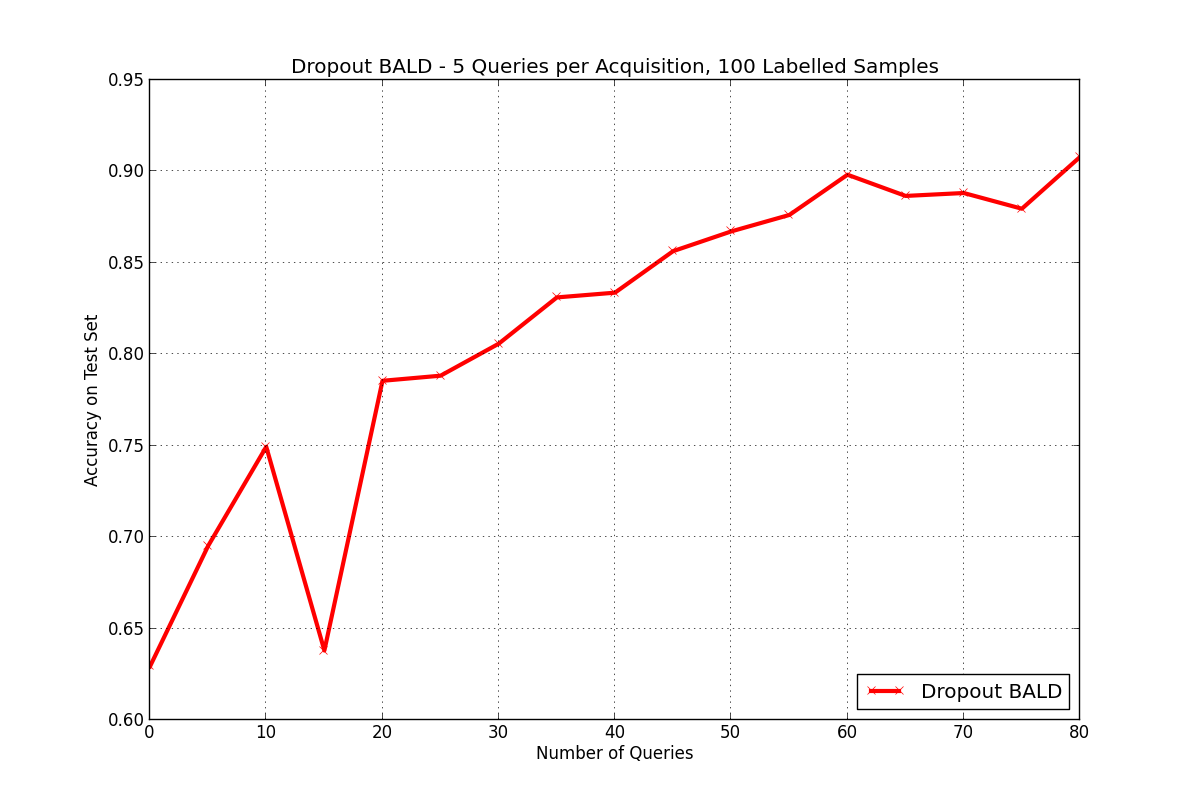 Dropout BALD - 5 Queries per Acquisition, 100 Labelled Samples
0.95
0.90
0.85
0.80
0.75
0.70
0.65
0.60
Accuracy on Test Set
Dropout BALD
0 10 20 30 40 50 60 70 80
Number of Queries